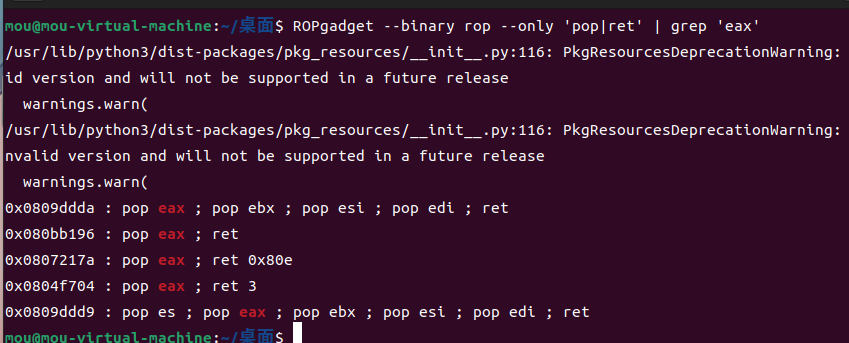 mou@mou-virtual-machine:~/桌面$ ROPgadget --binary rop --only 'pop|ret' | grep 'eax'
/usr/lib/python3/dist-packages/pkg_resources/__init__.py:116: PkgResourcesDeprecationWarning:
id version and will not be supported in a future release
  warnings.warn(
/usr/lib/python3/dist-packages/pkg_resources/__init__.py:116: PkgResourcesDeprecationWarning:
nvalid version and will not be supported in a future release
  warnings.warn(
0x0809ddda : pop eax ; pop ebx ; pop esi ; pop edi ; ret
0x080bb196 : pop eax ; ret
0x0807217a : pop eax ; ret 0x80e
0x0804f704 : pop eax ; ret 3
0x0809ddd9 : pop es ; pop eax ; pop ebx ; pop esi ; pop edi ; ret
mou@mou-virtual-machine:~/桌面$